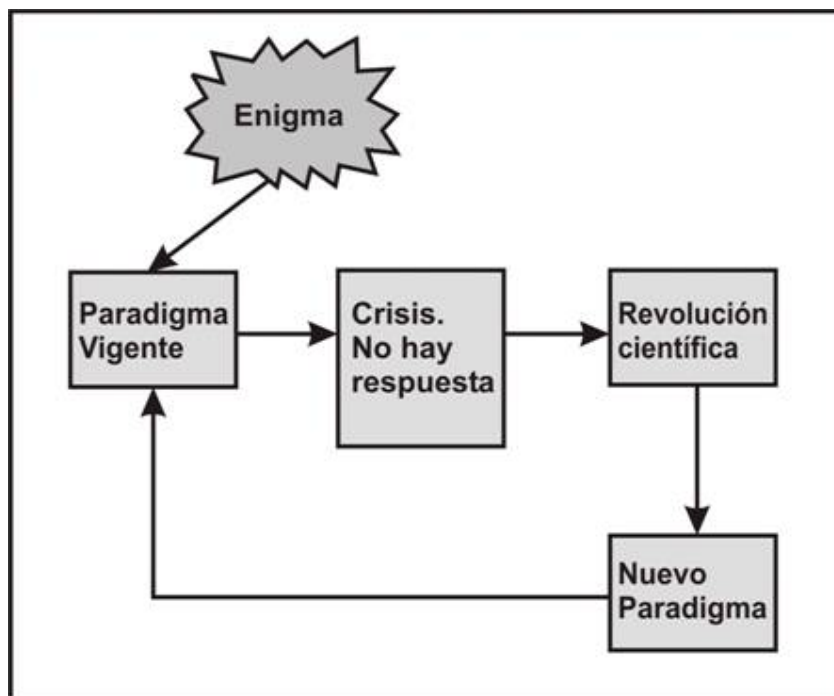 Enigma
Paradigma
Vigente
Crisis.
No hay
respuesta
Revolución
científica
Nuevo
Paradigma